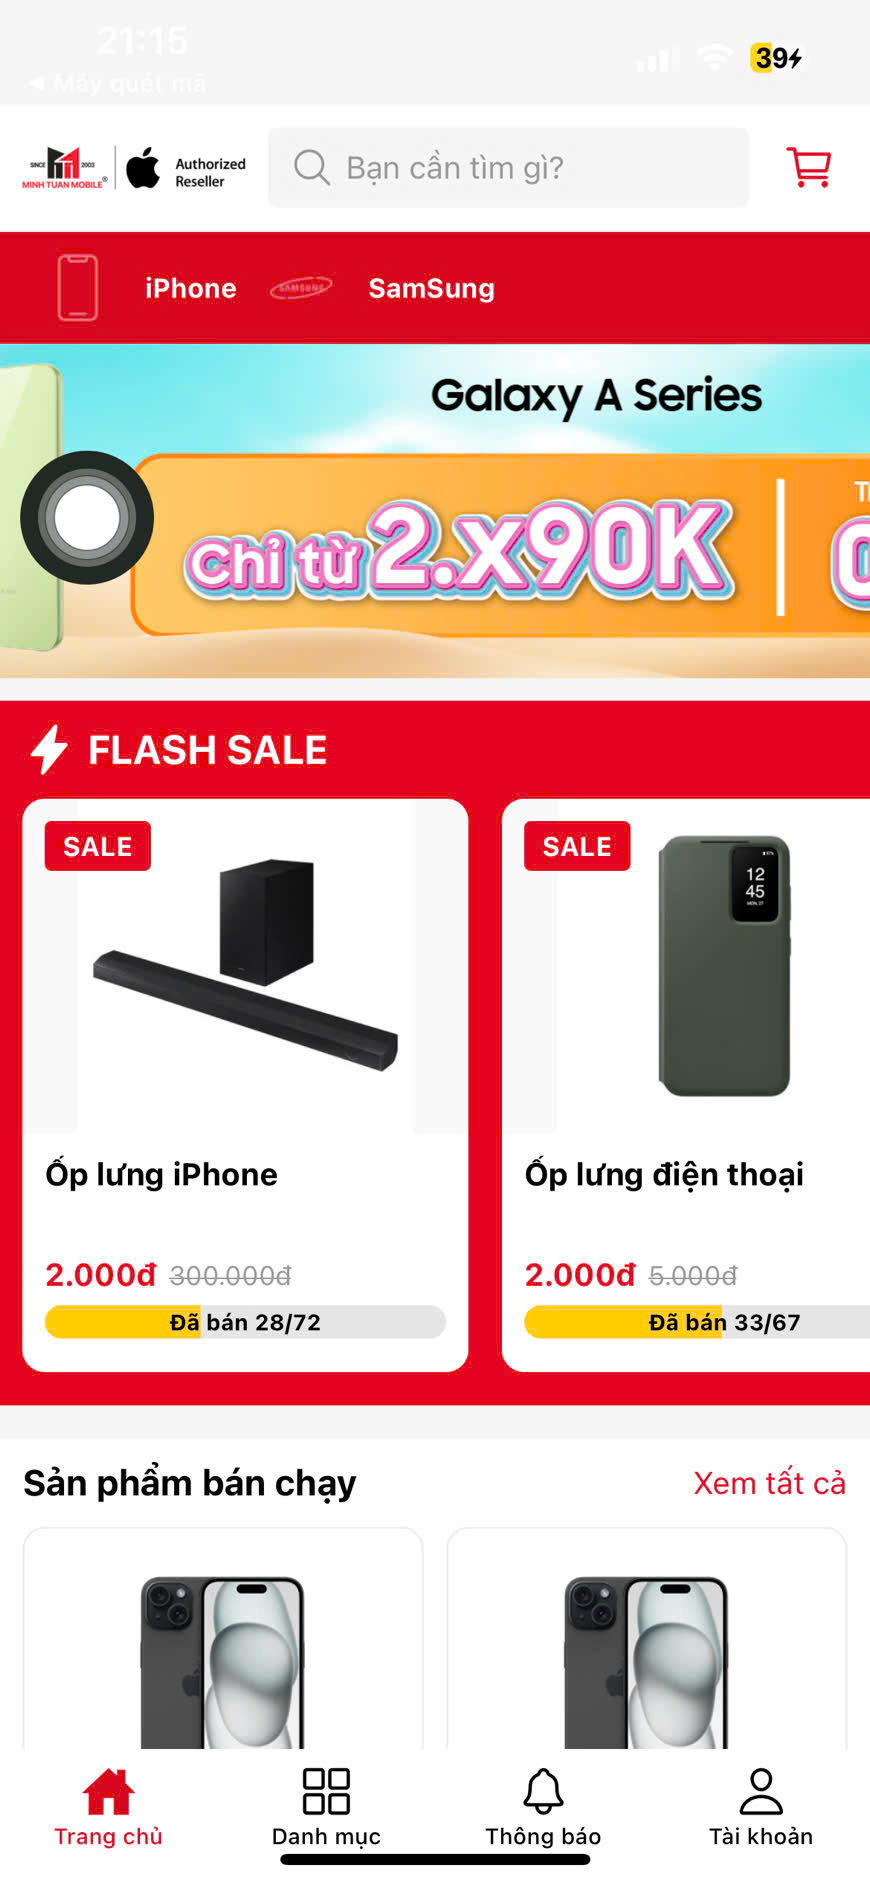 21:15
39
◀ Máy quét mã
SINCE 2003
MINH TUAN MOBILE®
Authorized
Reseller
Bạn cần tìm gì?
iPhone
SAMSUNG
SamSung
Galaxy A Series
Chỉ từ 2.x90K
FLASH SALE
SALE
SALE
12
45
Ốp lưng iPhone
Ốp lưng điện thoại
2.000đ 300.000đ
2.000đ 5.000đ
Đã bán 28/72
Đã bán 33/67
Sản phẩm bán chạy
Xem tất cả
Trang chủ
Danh mục
Thông báo
Tài khoản